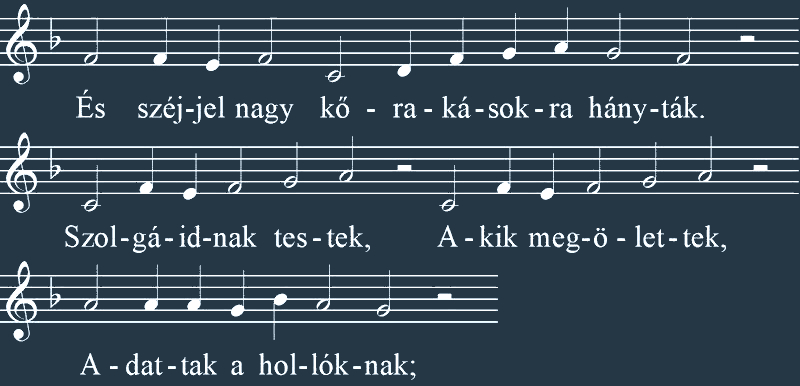 És széj-jel nagy kő - ra - ká - sok - ra hány-ták.
Szol-gá-id-nak tes-tek, A-kik meg-ö-let-tek,
A-dat-tak a hol-lók-nak;